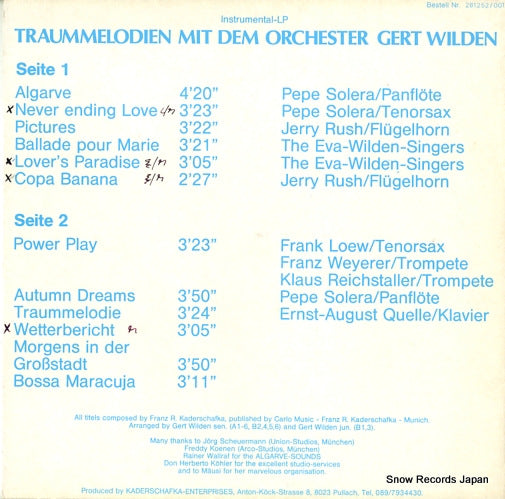 Bestell Nr. 281252/001
Instrumental-LP
TRAUMMELODIEN MIT DEM ORCHESTER GERT WILDEN
Seite 1
Algarve 4'20" Pepe Solera/Panflöte
x Never ending Love 3'23" Pepe Solera/Tenorsax
Pictures 3'22" Jerry Rush/Flügelhorn
Ballade pour Marie 3'21" The Eva-Wilden-Singers
x Lover's Paradise 3'05" The Eva-Wilden-Singers
x Copa Banana 2'27" Jerry Rush/Flügelhorn
Seite 2
Power Play 3'23" Frank Loew/Tenorsax
Franz Weyerer/Trompete
Klaus Reichstaller/Trompete
Autumn Dreams 3'50" Pepe Solera/Panflöte
Traummelodie 3'24" Ernst-August Quelle/Klavier
x Wetterbericht 3'05"
Morgens in der
Großstadt 3'50"
Bossa Maracuja 3'11"
All titels composed by Franz R. Kaderschafka, published by Carlo Music - Franz R. Kaderschafka - Munich
Arranged by Gert Wilden sen. (A1-6, B2,4,5,6) and Gert Wilden jun. (B1,3).
Many thanks to Jörg Scheuermann (Union-Studios, München)
Freddy Koenen (Arco-Studios, München)
Rainer Wallraf for the ALGARVE-SOUNDS
Don Herberto Köhler for the excellent studio-services
and to Mäusi for her marvelous organisation.
Produced by KADERSCHAFKA-ENTERPRISES, Anton-Köck-Strasse 8, 8023 Pullach, Tel. 089/7934430.
Snow Records Japan